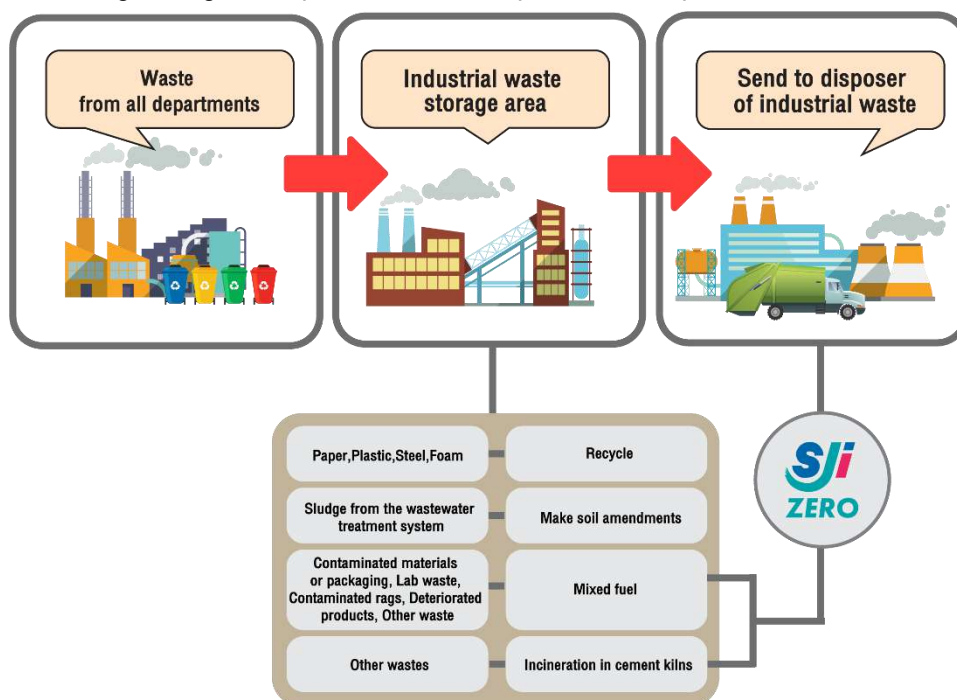 Waste
from all departments
Industrial waste
storage area
Send to disposer
of industrial waste
Paper,Plastic,Steel,Foam
Recycle
Sludge from the wastewater
treatment system
Make soil amendments
Contaminated materials
or packaging, Lab waste,
Contaminated rags, Deteriorated
products, Other waste
Mixed fuel
Other wastes
Incineration in cement kilns
SJi
ZERO